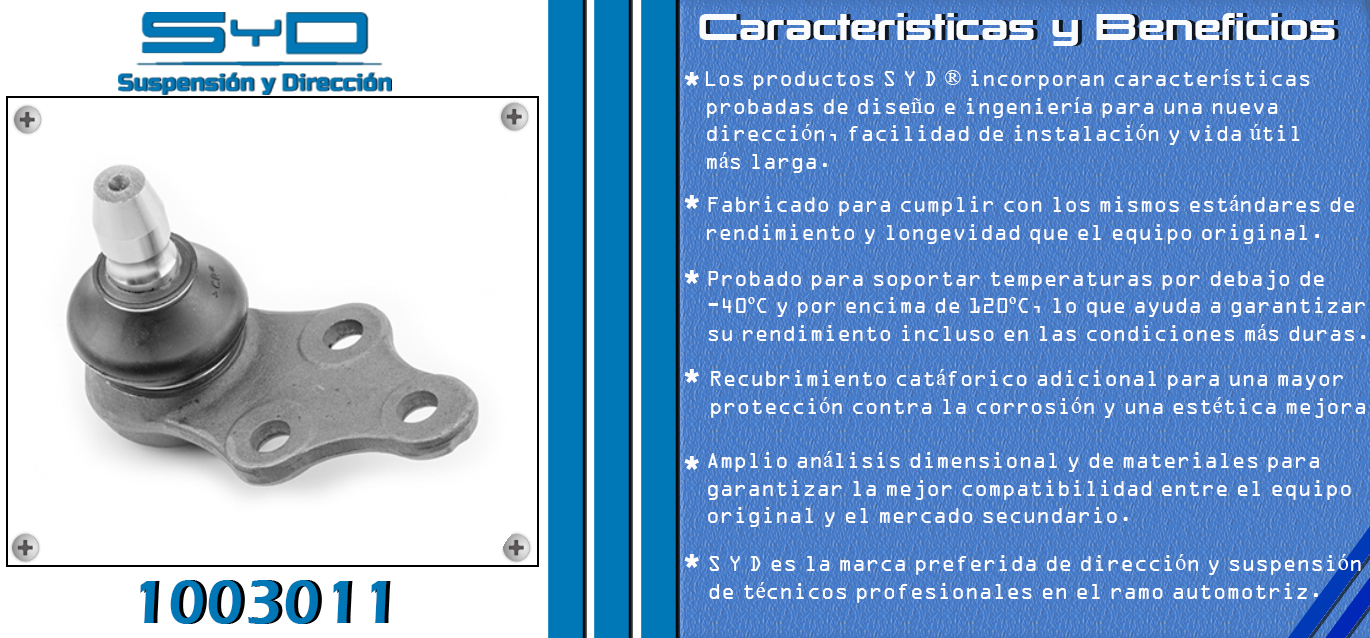 SYD
Suspensión y Dirección
1003011
Caracteristicas y Beneficios
* Los productos S Y D ® incorporan características
probadas de diseño e ingeniería para una nueva
dirección, facilidad de instalación y vida útil
más larga.
* Fabricado para cumplir con los mismos estándares de
rendimiento y longevidad que el equipo original.
* Probado para soportar temperaturas por debajo de
-40°C y por encima de 120°C, lo que ayuda a garantizar
su rendimiento incluso en las condiciones más duras.
* Recubrimiento catáforico adicional para una mayor
protección contra la corrosión y una estética mejora
* Amplio análisis dimensional y de materiales para
garantizar la mejor compatibilidad entre el equipo
original y el mercado secundario.
* S Y D es la marca preferida de dirección y suspensión
de técnicos profesionales en el ramo automotriz.